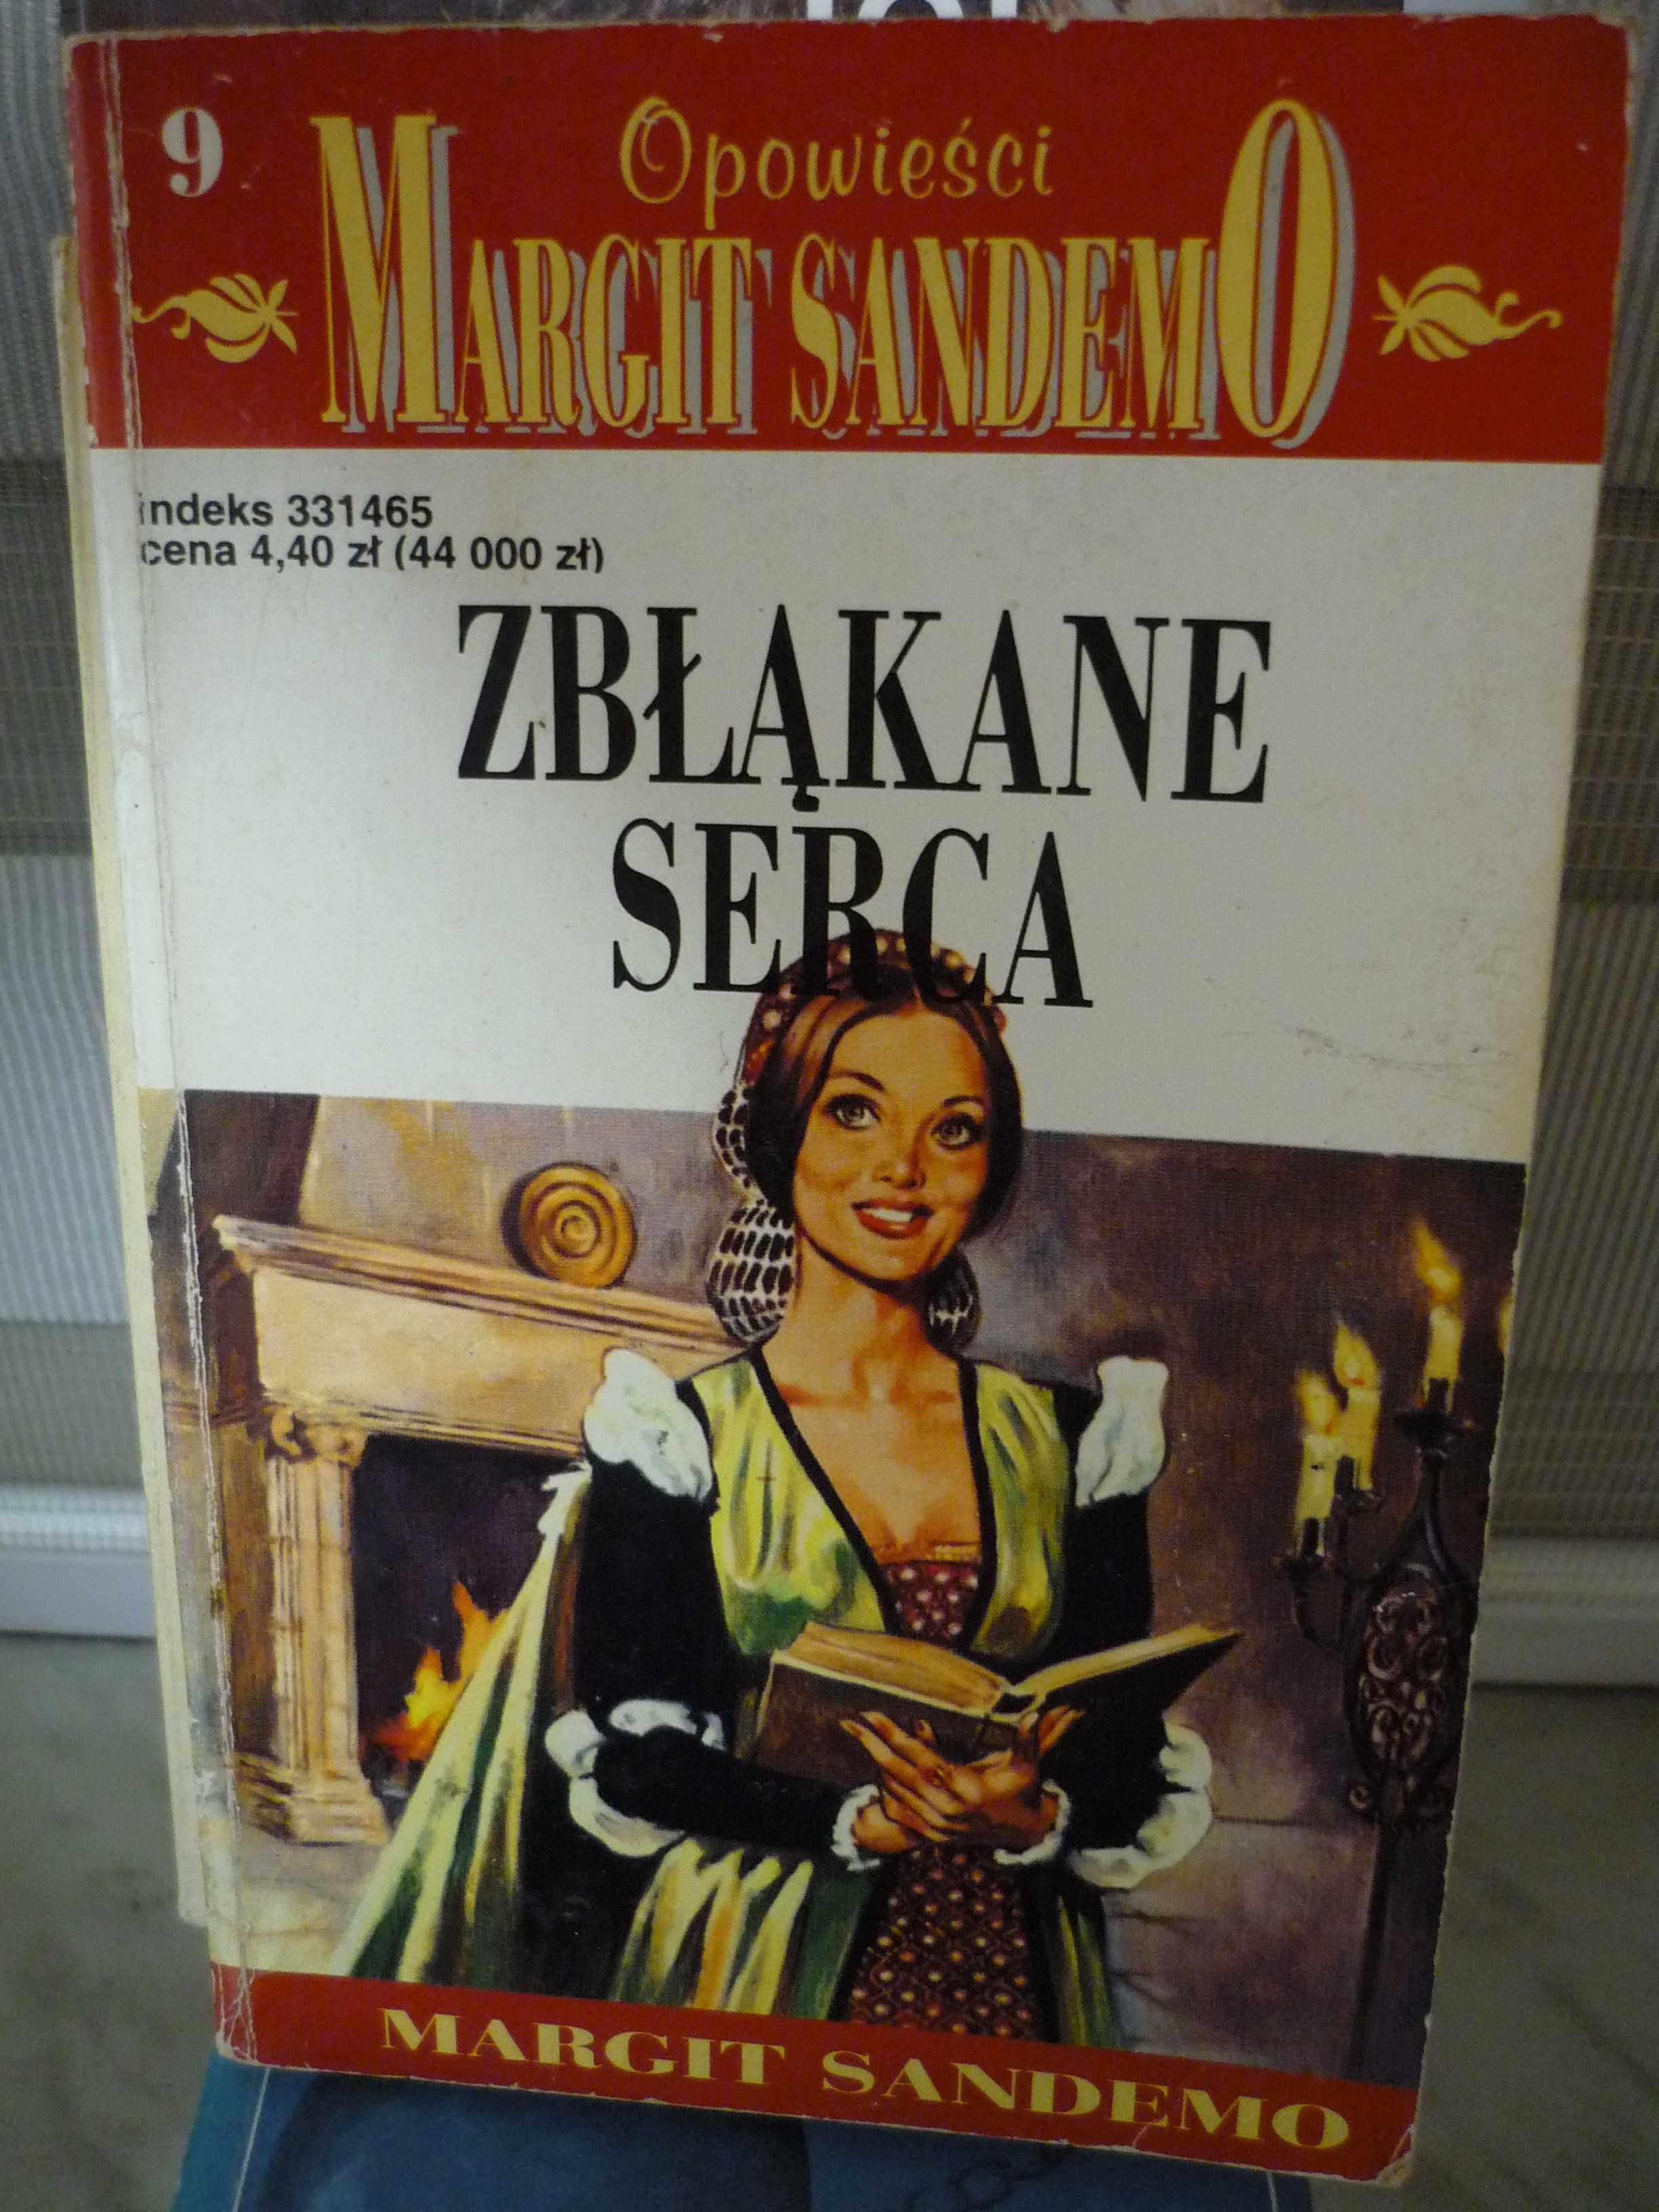 9
Opowieści
MARGIT SANDEMO
indeks 331465
cena 4,40 zł (44 000 zł)
ZBŁĄKANE
SERCA
MARGIT SANDEMO